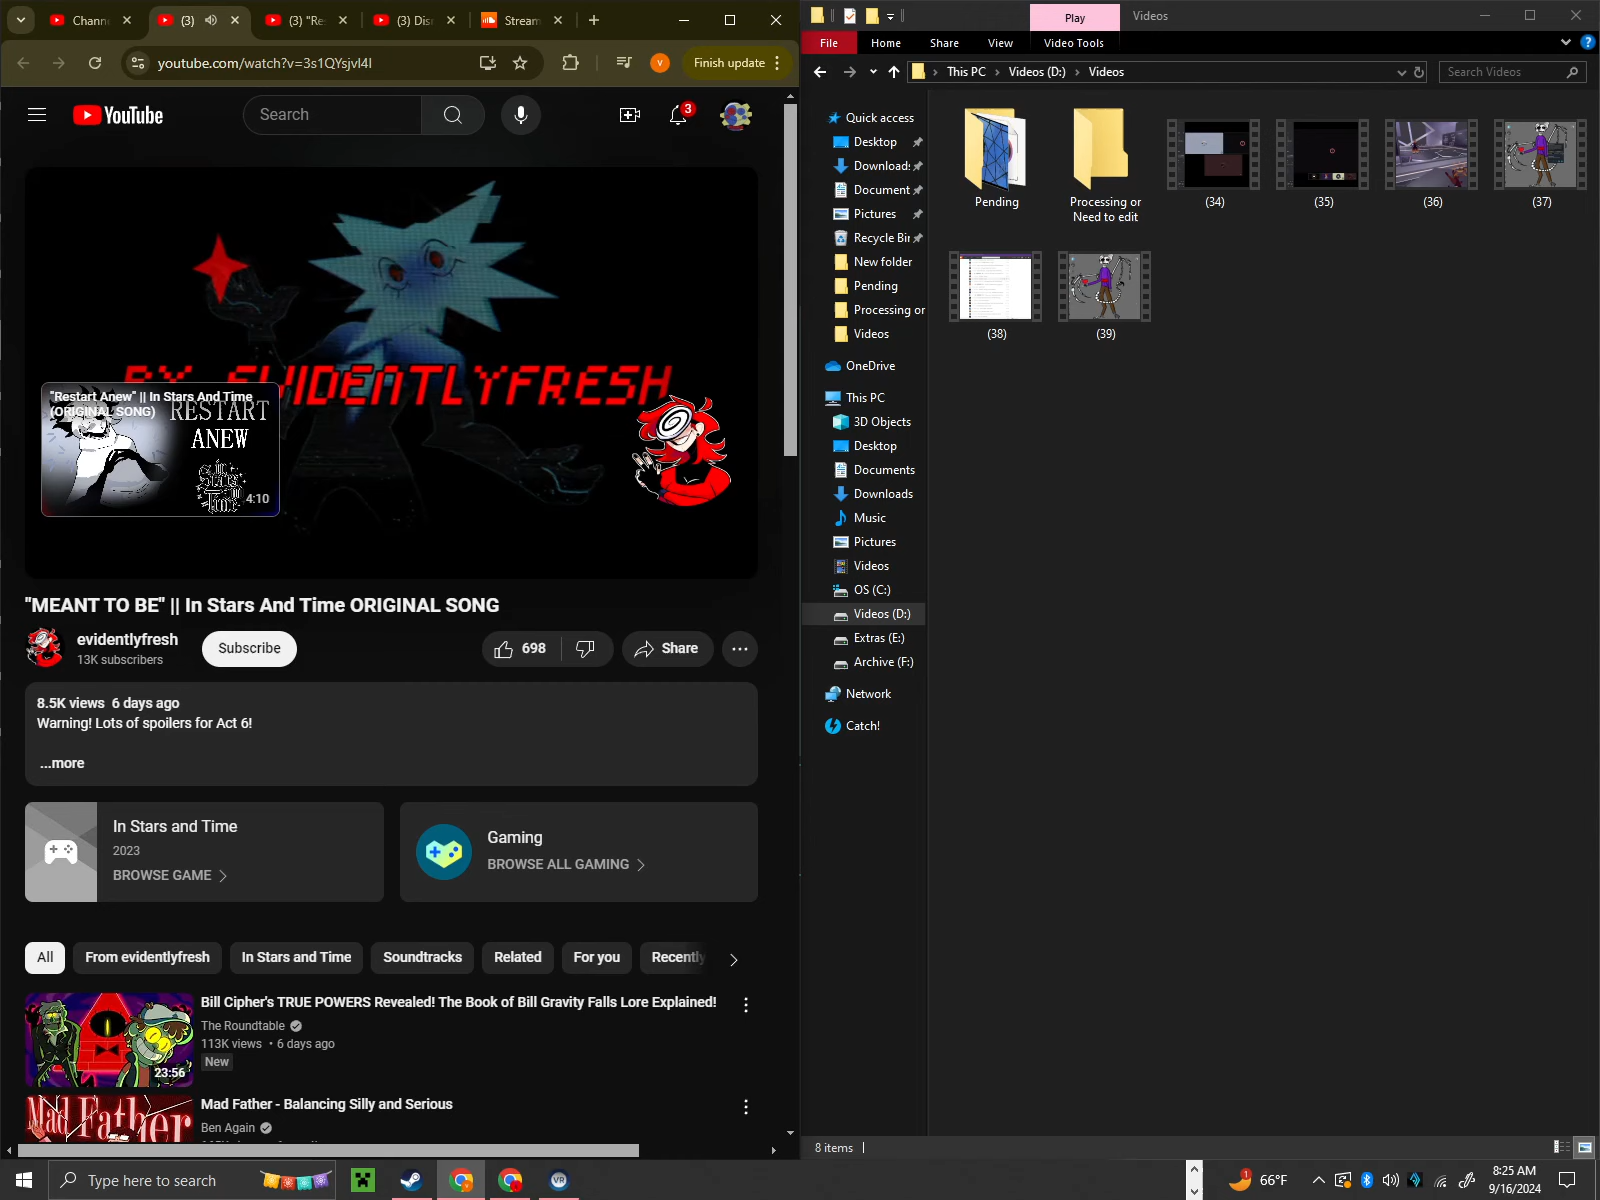 Chann
(3)
(3) "Re
(3) Dis
Stream
youtube.com/watch?v=3s1QYsjvl4I
Finish update
YouTube
Search
3
BY EVIDENTLYFRESH
"Restart Anew" || In Stars And Time
(ORIGINAL SONG)
RESTART
ANEW
In
Stars
and
Time
4:10
"MEANT TO BE" || In Stars And Time ORIGINAL SONG
evidentlyfresh
13K subscribers
Subscribe
698
Share
8.5K views 6 days ago
Warning! Lots of spoilers for Act 6!
...more
In Stars and Time
2023
BROWSE GAME
Gaming
BROWSE ALL GAMING
All
From evidentlyfresh
In Stars and Time
Soundtracks
Related
For you
Recently
Bill Cipher's TRUE POWERS Revealed! The Book of Bill Gravity Falls Lore Explained!
The Roundtable
113K views • 6 days ago
New
23:56
Mad Father
Mad Father - Balancing Silly and Serious
Ben Again
Play
Videos
File
Home
Share
View
Video Tools
This PC
Videos (D:)
Videos
Search Videos
Quick access
Desktop
Downloads
Document
Pictures
Recycle Bin
New folder
Pending
Processing or
Videos
OneDrive
This PC
3D Objects
Desktop
Documents
Downloads
Music
Pictures
Videos
OS (C:)
Videos (D:)
Extras (E:)
Archive (F:)
Network
Catch!
Pending
Processing or
Need to edit
(34)
(35)
(36)
(37)
(38)
(39)
8 items
Type here to search
VR
1
66°F
8:25 AM
9/16/2024